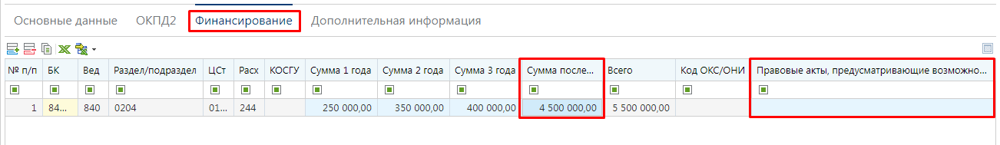 Основные данные ОКПД2 Финансирование Дополнительная информация
№ п/п БК Вед Раздел/подраздел ЦСт Расх КОСГУ Сумма 1 года Сумма 2 года Сумма 3 года Сумма после... Всего Код ОКС/ОНИ Правовые акты, предусматривающие возможно...
1 84... 840 0204 01... 244 250 000,00 350 000,00 400 000,00 4 500 000,00 5 500 000,00